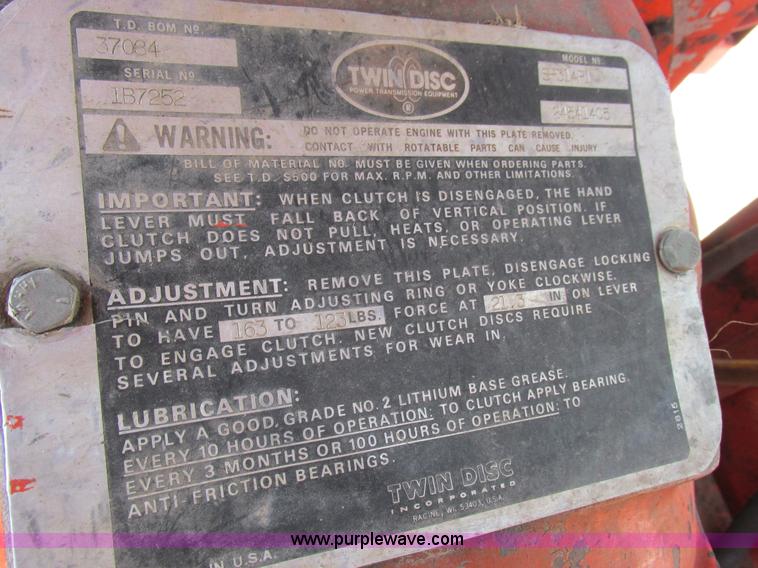 T.D. BOM Nº
37084
SERIAL Nº
1B7252
TWIN DISC
POWER TRANSMISSION EQUIPMENT
®
MODEL Nº
WARNING: DO NOT OPERATE ENGINE WITH THIS PLATE REMOVED.
CONTACT WITH ROTATABLE PARTS CAN CAUSE INJURY
BILL OF MATERIAL NO. MUST BE GIVEN WHEN ORDERING PARTS.
SEE T.D. S500 FOR MAX. R.P.M. AND OTHER LIMITATIONS.
IMPORTANT: WHEN CLUTCH IS DISENGAGED, THE HAND
LEVER MUST FALL BACK OF VERTICAL POSITION. IF
CLUTCH DOES NOT PULL, HEATS, OR OPERATING LEVER
JUMPS OUT, ADJUSTMENT IS NECESSARY.
ADJUSTMENT: REMOVE THIS PLATE, DISENGAGE LOCKING
PIN AND TURN ADJUSTING RING OR YOKE CLOCKWISE.
TO HAVE 163 TO 123 LBS. FORCE AT 21.3 IN ON LEVER
TO ENGAGE CLUTCH. NEW CLUTCH DISCS REQUIRE
SEVERAL ADJUSTMENTS FOR WEAR IN.
LUBRICATION:
APPLY A GOOD GRADE NO. 2 LITHIUM BASE GREASE.
EVERY 10 HOURS OF OPERATION: TO CLUTCH APPLY BEARING.
EVERY 3 MONTHS OR 100 HOURS OF OPERATION: TO
ANTI FRICTION BEARINGS.
TWIN DISC
INCORPORATED
RACINE, WI. 53403, U.S.A.
IN U.S.A.
www.purplewave.com